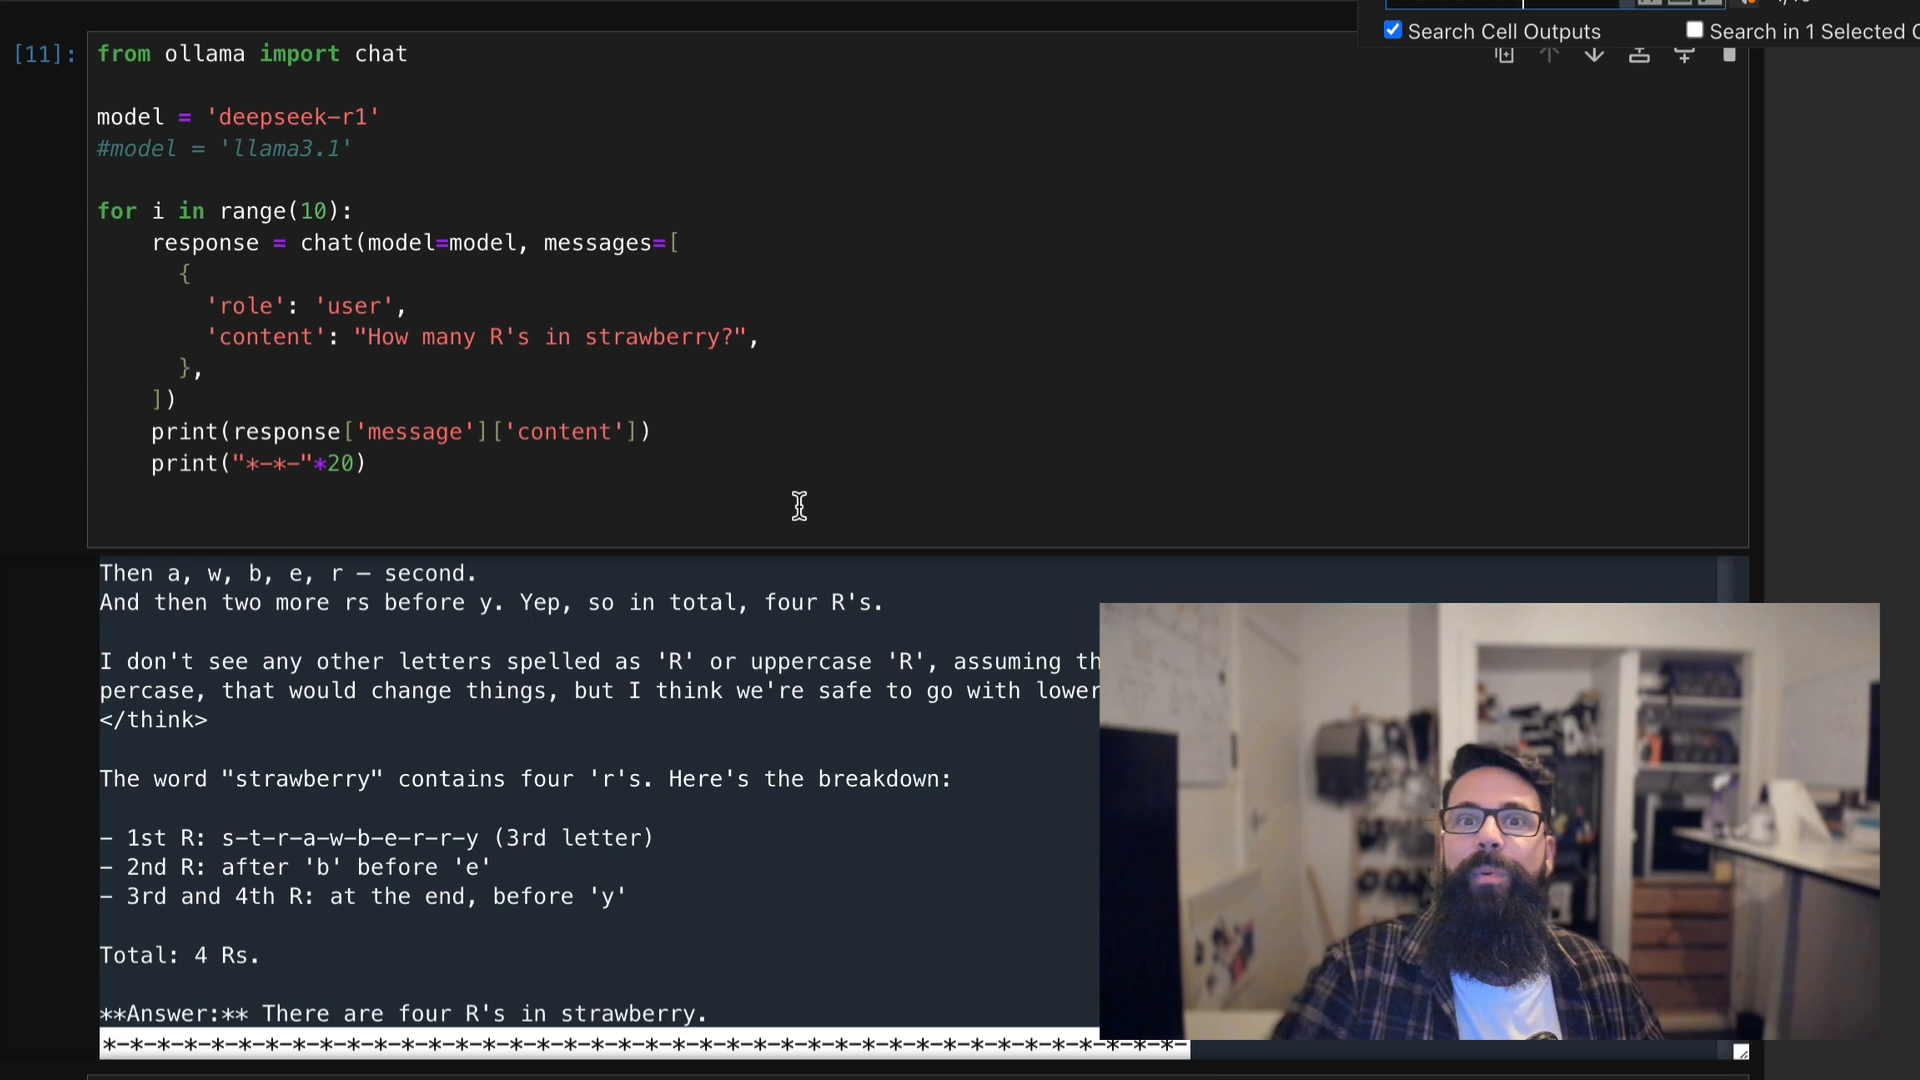 Search Cell Outputs
Search in 1 Selected
[11]:
from ollama import chat
model = 'deepseek-r1'
#model = 'llama3.1'
for i in range(10):
response = chat(model=model, messages=[
{
'role': 'user',
'content': "How many R's in strawberry?",
},
])
print(response['message']['content'])
print("*-*-"*20)
Then a, w, b, e, r – second.
And then two more rs before y. Yep, so in total, four R's.
I don't see any other letters spelled as 'R' or uppercase 'R', assuming
percase, that would change things, but I think we're safe to go with lower
</think>
The word "strawberry" contains four 'r's. Here's the breakdown:
- 1st R: s-t-r-a-w-b-e-r-r-y (3rd letter)
- 2nd R: after 'b' before 'e'
- 3rd and 4th R: at the end, before 'y'
Total: 4 Rs.
**Answer:** There are four R's in strawberry.
*-*-*-*-*-*-*-*-*-*-*-*-*-*-*-*-*-*-*-*-*-*-*-*-*-*-*-*-*-*-*-*-*-*-*-*-*-*-*-*-